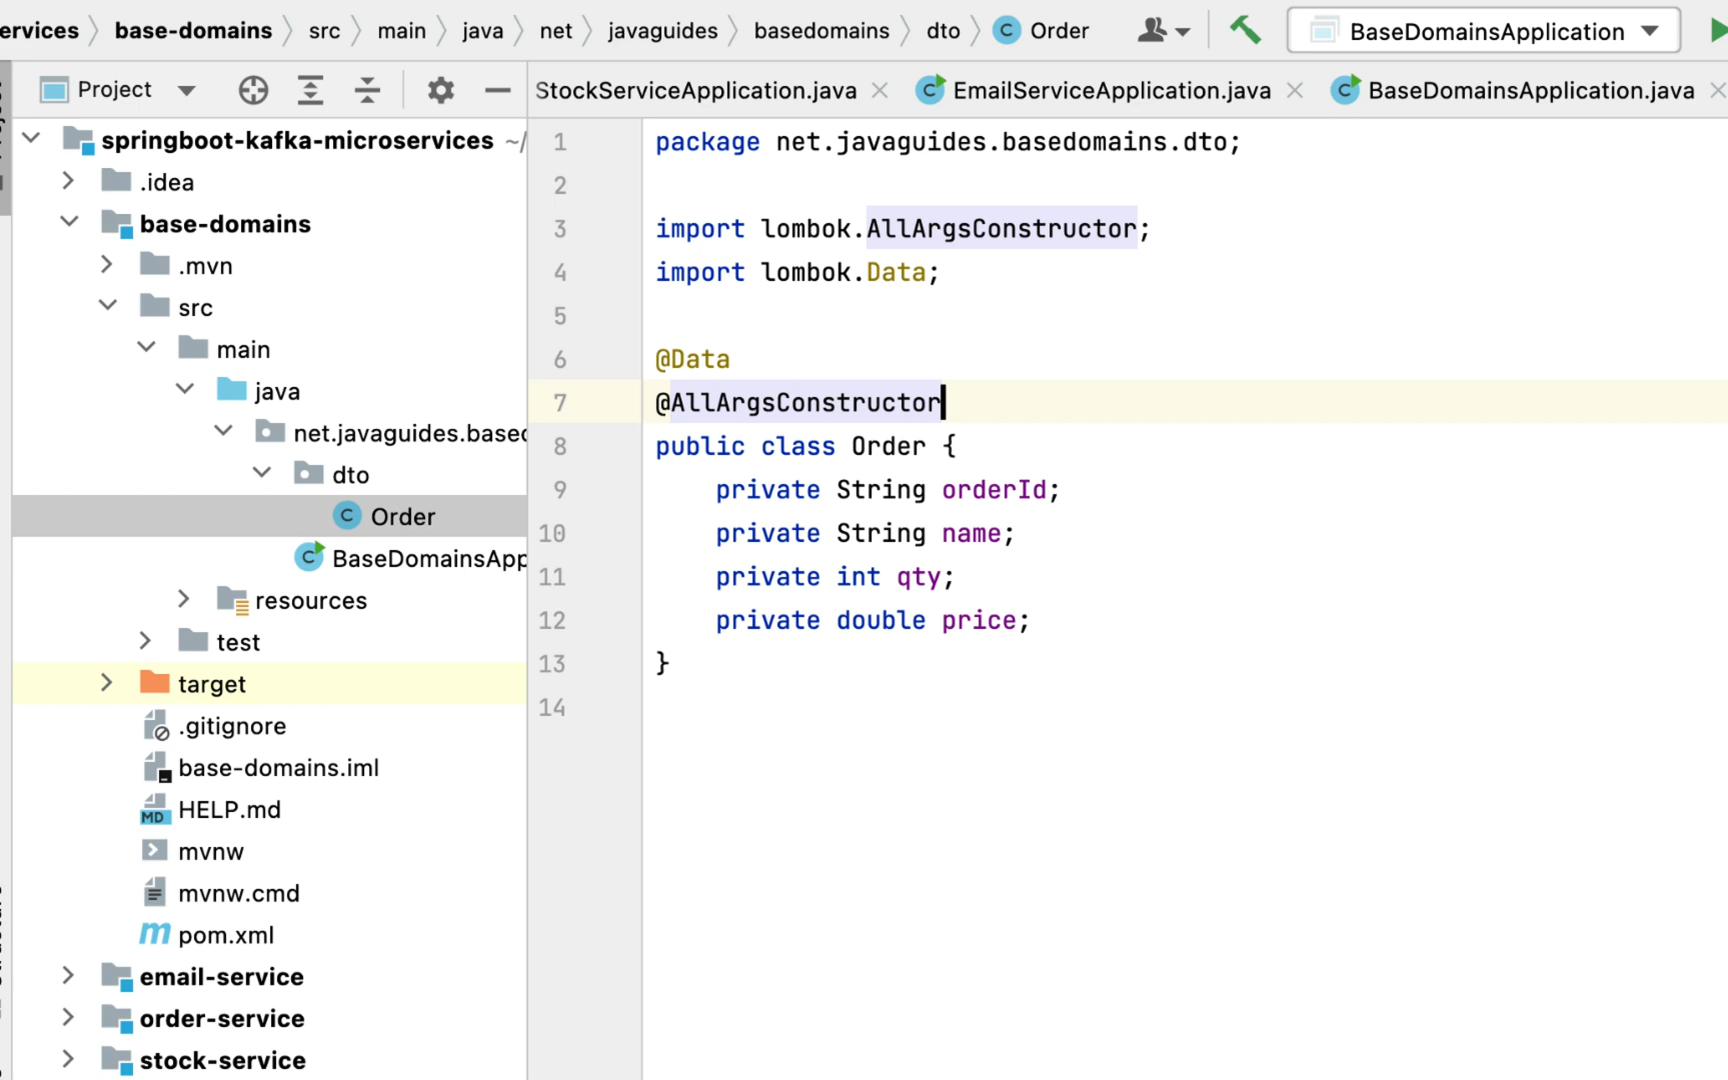 ervices base-domains src main java net javaguides basedomains dto C Order BaseDomainsApplication
Project StockServiceApplication.java C EmailServiceApplication.java C BaseDomainsApplication.java
springboot-kafka-microservices ~/
.idea
base-domains
.mvn
src
main
java
net.javaguides.based
dto
C Order
C BaseDomainsApp
resources
test
target
.gitignore
base-domains.iml
MD HELP.md
mvnw
mvnw.cmd
m pom.xml
email-service
order-service
stock-service
1 package net.javaguides.basedomains.dto;
2
3 import lombok.AllArgsConstructor;
4 import lombok.Data;
5
6 @Data
7 @AllArgsConstructor
8 public class Order {
9 private String orderId;
10 private String name;
11 private int qty;
12 private double price;
13 }
14